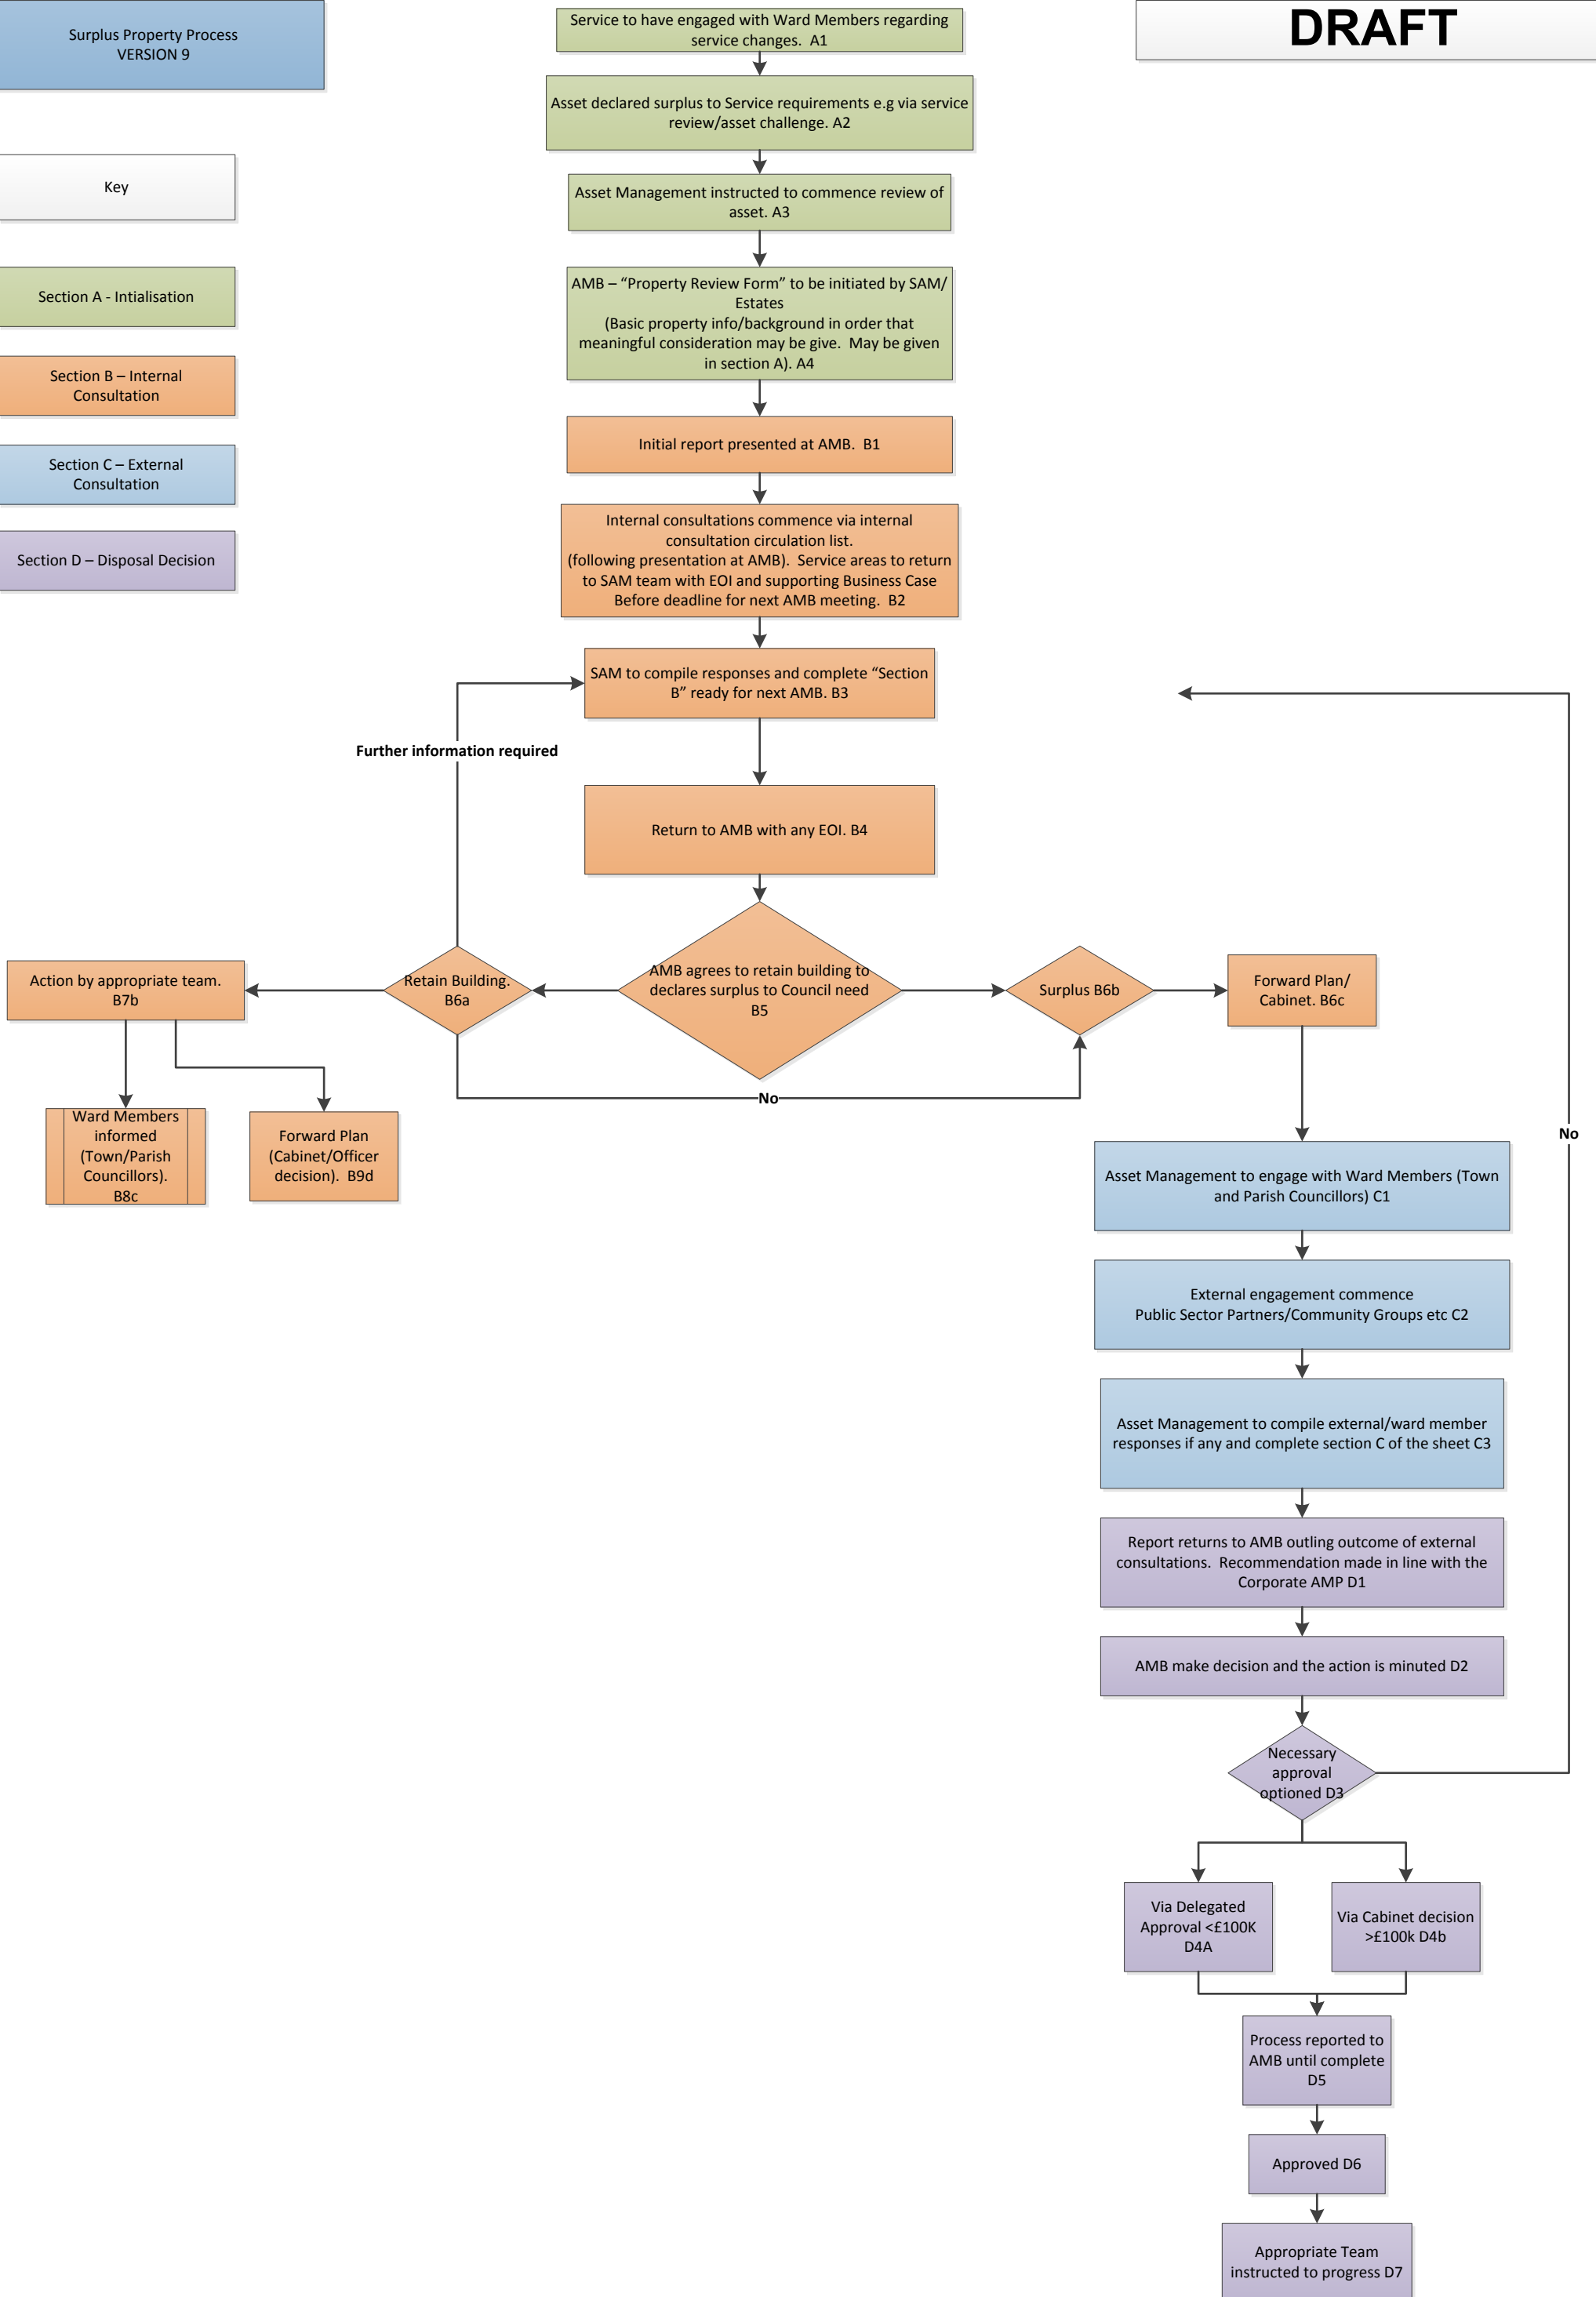 Surplus Property Process
VERSION 9
DRAFT
Key
Section A - Intialisation
Section B – Internal
Consultation
Section C – External
Consultation
Section D – Disposal Decision
Service to have engaged with Ward Members regarding
service changes.  A1
Asset declared surplus to Service requirements e.g via service
review/asset challenge. A2
Asset Management instructed to commence review of
asset. A3
AMB – “Property Review Form” to be initiated by SAM/
Estates
(Basic property info/background in order that
meaningful consideration may be give.  May be given
in section A). A4
Initial report presented at AMB.  B1
Internal consultations commence via internal
consultation circulation list.
(following presentation at AMB).  Service areas to return
to SAM team with EOI and supporting Business Case
Before deadline for next AMB meeting.  B2
SAM to compile responses and complete “Section
B” ready for next AMB. B3
Further information required
Return to AMB with any EOI. B4
AMB agrees to retain building to
declares surplus to Council need
B5
Retain Building.
B6a
Action by appropriate team.
B7b
Surplus B6b
Forward Plan/
Cabinet. B6c
No
Ward Members
informed
(Town/Parish
Councillors).
B8c
Forward Plan
(Cabinet/Officer
decision).  B9d
No
Asset Management to engage with Ward Members (Town
and Parish Councillors) C1
External engagement commence
Public Sector Partners/Community Groups etc C2
Asset Management to compile external/ward member
responses if any and complete section C of the sheet C3
Report returns to AMB outling outcome of external
consultations.  Recommendation made in line with the
Corporate AMP D1
AMB make decision and the action is minuted D2
Necessary
approval
optioned D3
Via Delegated
Approval <£100K
D4A
Via Cabinet decision
>£100k D4b
Process reported to
AMB until complete
D5
Approved D6
Appropriate Team
instructed to progress D7